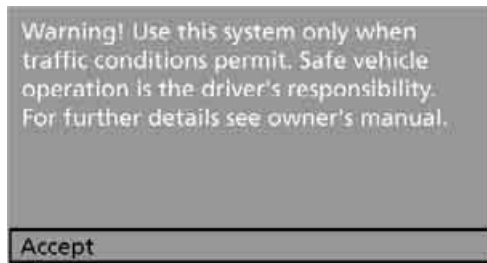 Warning! Use this system only when
traffic conditions permit. Safe vehicle
operation is the driver's responsibility.
For further details see owner's manual.
Accept